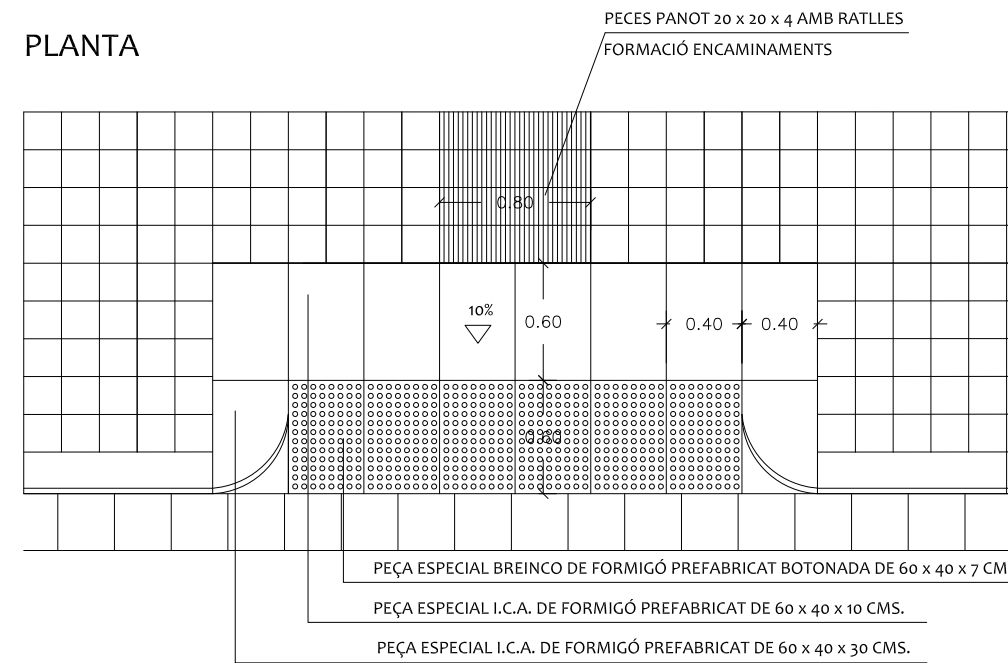 PECES PANOT 20 x 20 x 4 AMB RATLLES
PLANTA
FORMACIÓ ENCAMINAMENTS
0.80
10%
0.60
0.40
0.40
0.60
PEÇA ESPECIAL BREINCO DE FORMIGÓ PREFABRICAT BOTONADA DE 60 x 40 x 7 CM
PEÇA ESPECIAL I.C.A. DE FORMIGÓ PREFABRICAT DE 60 x 40 x 10 CMS.
PEÇA ESPECIAL I.C.A. DE FORMIGÓ PREFABRICAT DE 60 x 40 x 30 CMS.